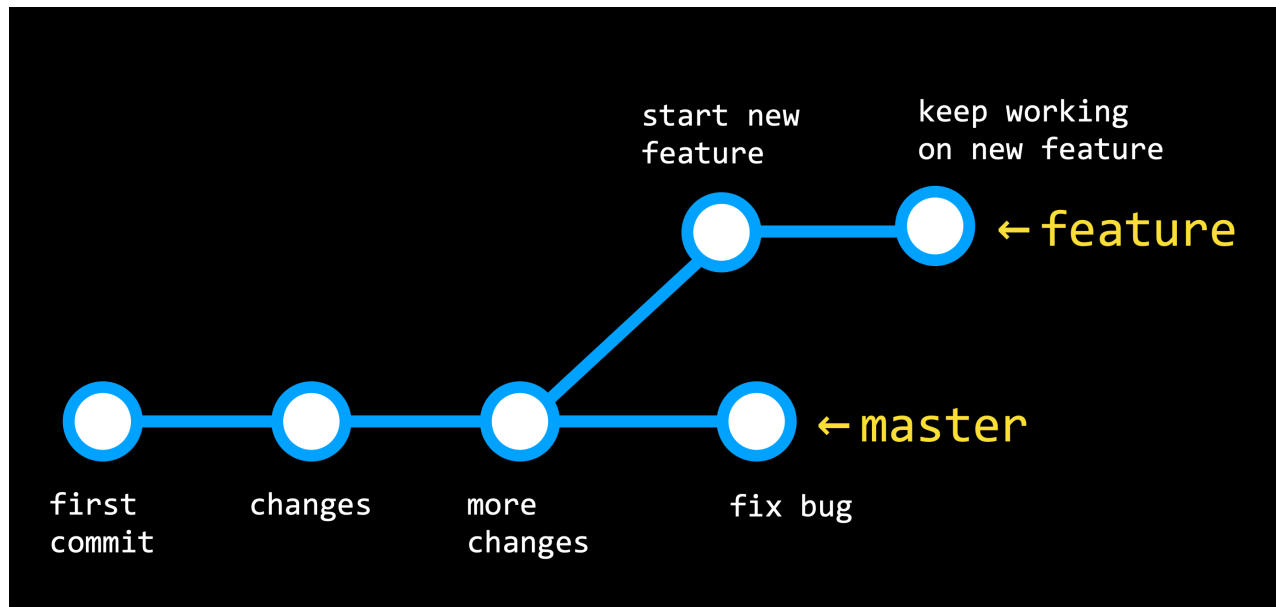 start new
feature
keep working
on new feature
←feature
←master
first
commit
changes
more
changes
fix bug